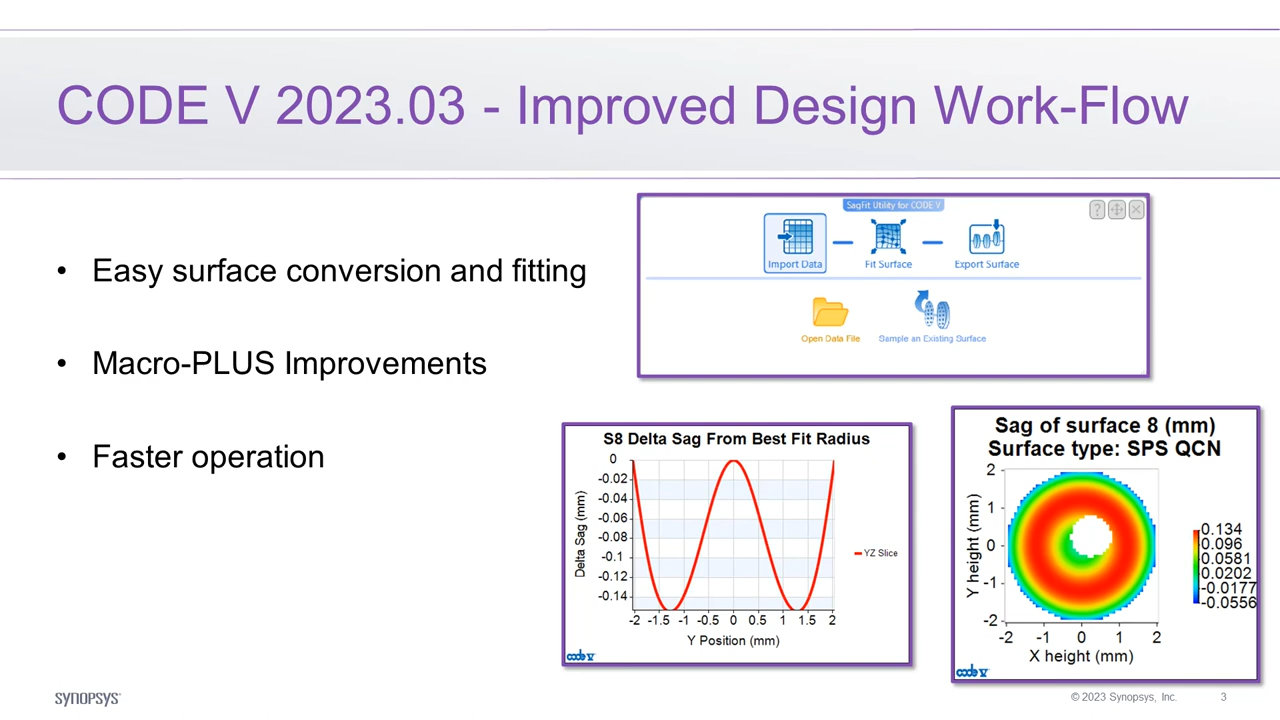 CODE V 2023.03 - Improved Design Work-Flow
• Easy surface conversion and fitting
• Macro-PLUS Improvements
• Faster operation
SagFit Utility for CODE V
?
Import Data
Fit Surface
Export Surface
Open Data File
Sample an Existing Surface
S8 Delta Sag From Best Fit Radius
Delta Sag (mm)
0
-0.02
-0.04
-0.06
-0.08
-0.1
-0.12
-0.14
-2 -1.5 -1 -0.5 0 0.5 1 1.5 2
Y Position (mm)
YZ Slice
code V
Sag of surface 8 (mm)
Surface type: SPS QCN
Y height (mm)
2
1
0
-1
-2
-2 -1 0 1 2
X height (mm)
0.134
0.096
0.0581
0.0202
-0.0177
-0.0556
code V
SYNOPSYS
© 2023 Synopsys, Inc.
3